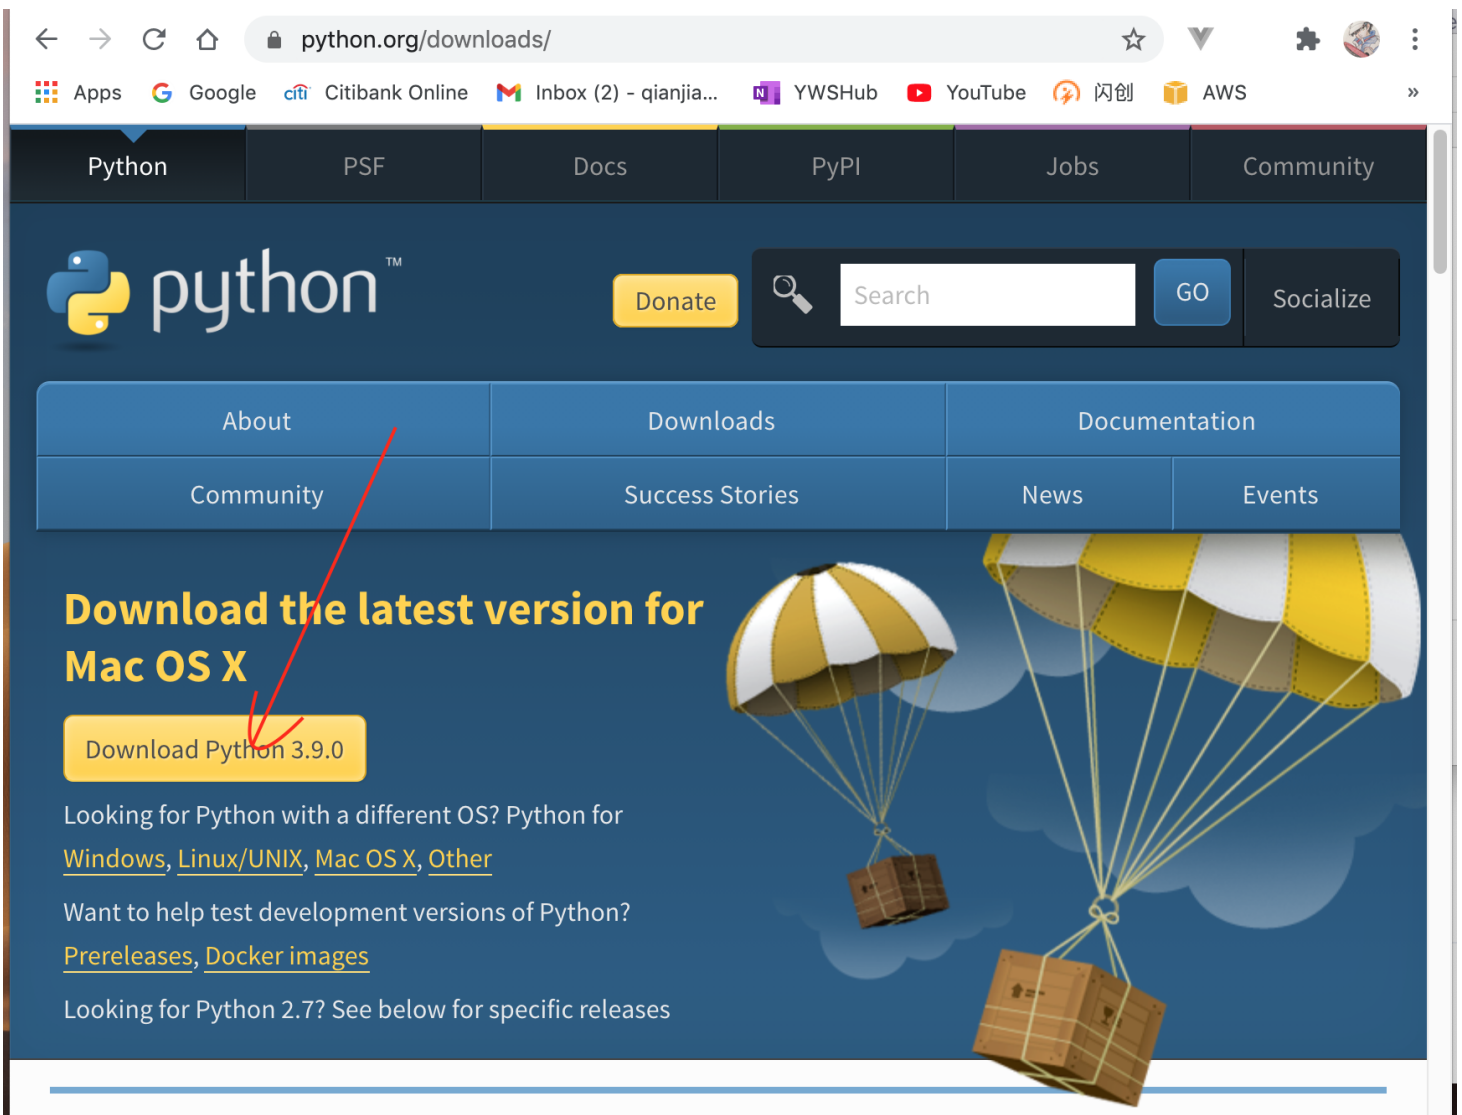 python.org/downloads/
Apps Google citi Citibank Online Inbox (2) - qianjia... N YWSHub YouTube 闪创 AWS »
Python PSF Docs PyPI Jobs Community
python™ Donate Search GO Socialize
About Downloads Documentation
Community Success Stories News Events
Download the latest version for
Mac OS X
Download Python 3.9.0
Looking for Python with a different OS? Python for
Windows, Linux/UNIX, Mac OS X, Other
Want to help test development versions of Python?
Prereleases, Docker images
Looking for Python 2.7? See below for specific releases